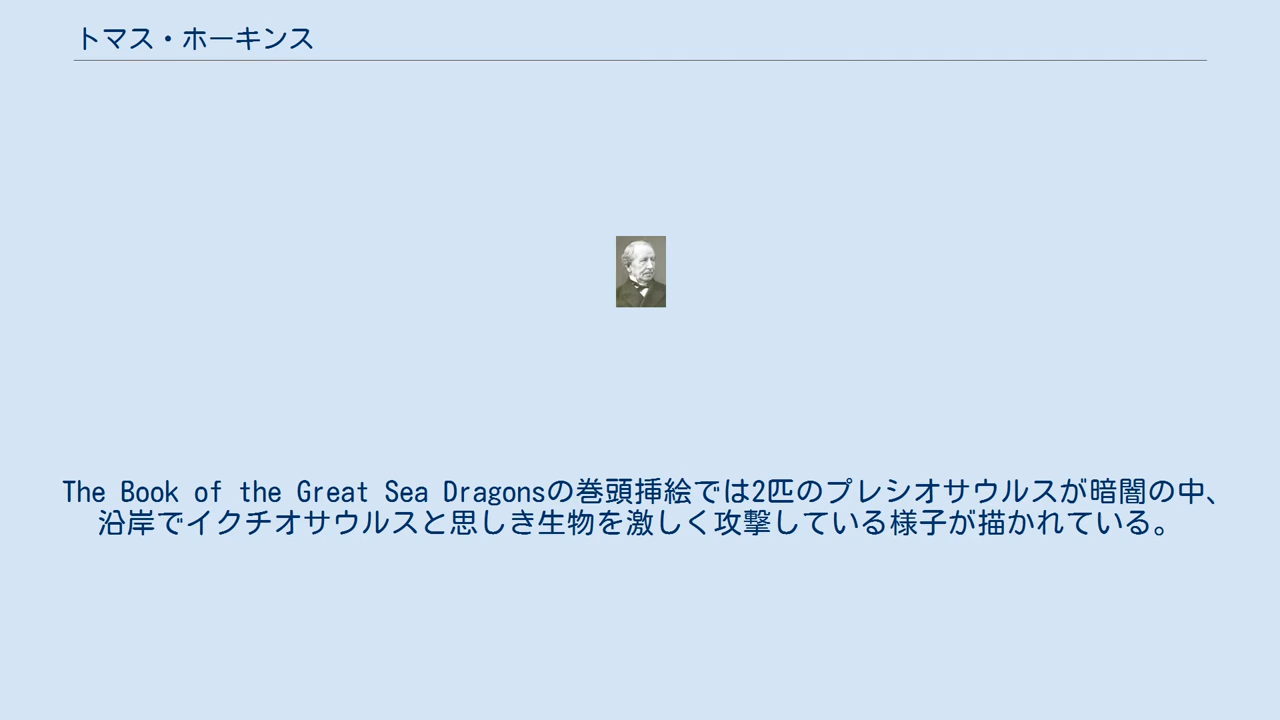 トマス・ホーキンス
The Book of the Great Sea Dragonsの巻頭挿絵では2匹のプレシオサウルスが暗闇の中、
沿岸でイクチオサウルスと思しき生物を激しく攻撃している様子が描かれている。